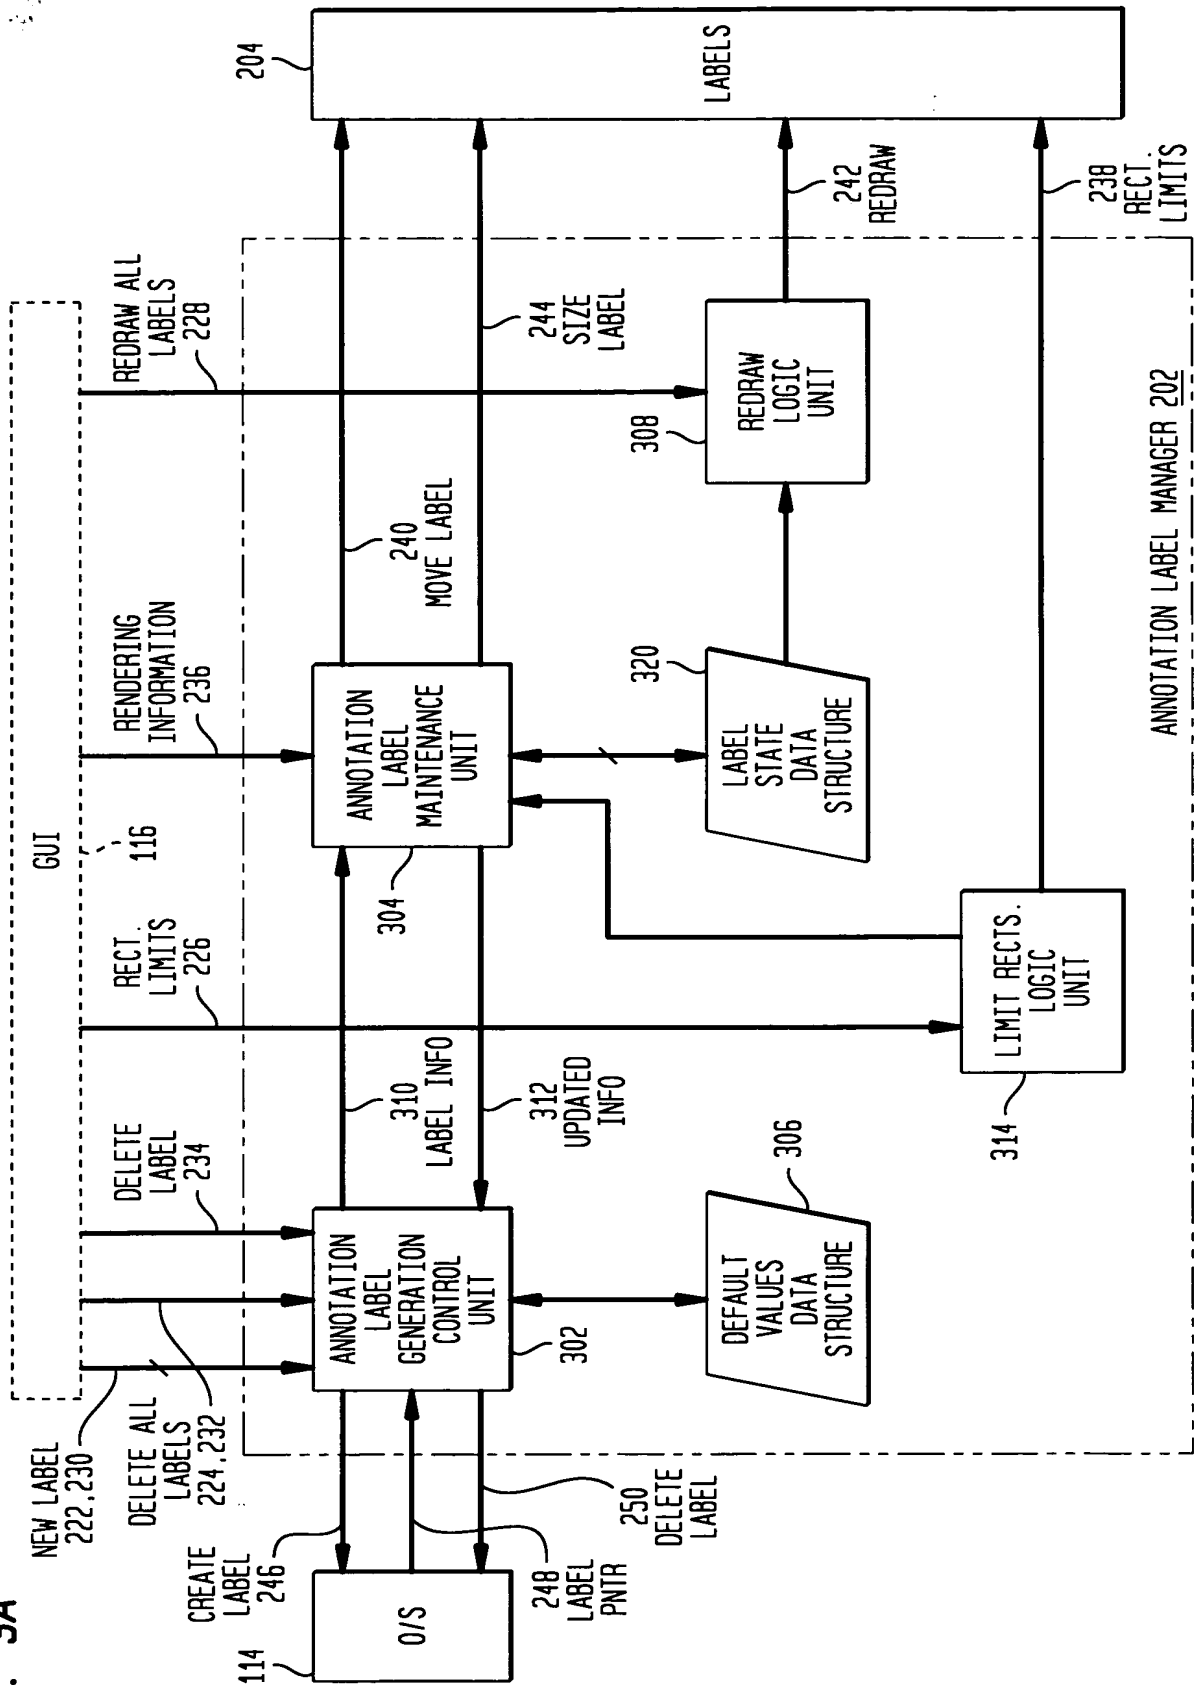 . 3A
GUI
116
NEW LABEL
222,230
DELETE ALL
LABELS
224,232
DELETE
LABEL
234
RECT.
LIMITS
226
RENDERING
INFORMATION
236
REDRAW ALL
LABELS
228
CREATE
LABEL
246
114
O/S
248
LABEL
PNTR
250
DELETE
LABEL
ANNOTATION
LABEL
GENERATION
CONTROL
UNIT
302
310
LABEL INFO
312
UPDATED
INFO
ANNOTATION
LABEL
MAINTENANCE
UNIT
304
240
MOVE LABEL
244
SIZE
LABEL
204
LABELS
DEFAULT
VALUES
DATA
STRUCTURE
306
LABEL
STATE
DATA
STRUCTURE
320
REDRAW
LOGIC
UNIT
308
242
REDRAW
LIMIT RECTS.
LOGIC
UNIT
314
238
RECT.
LIMITS
ANNOTATION LABEL MANAGER 202